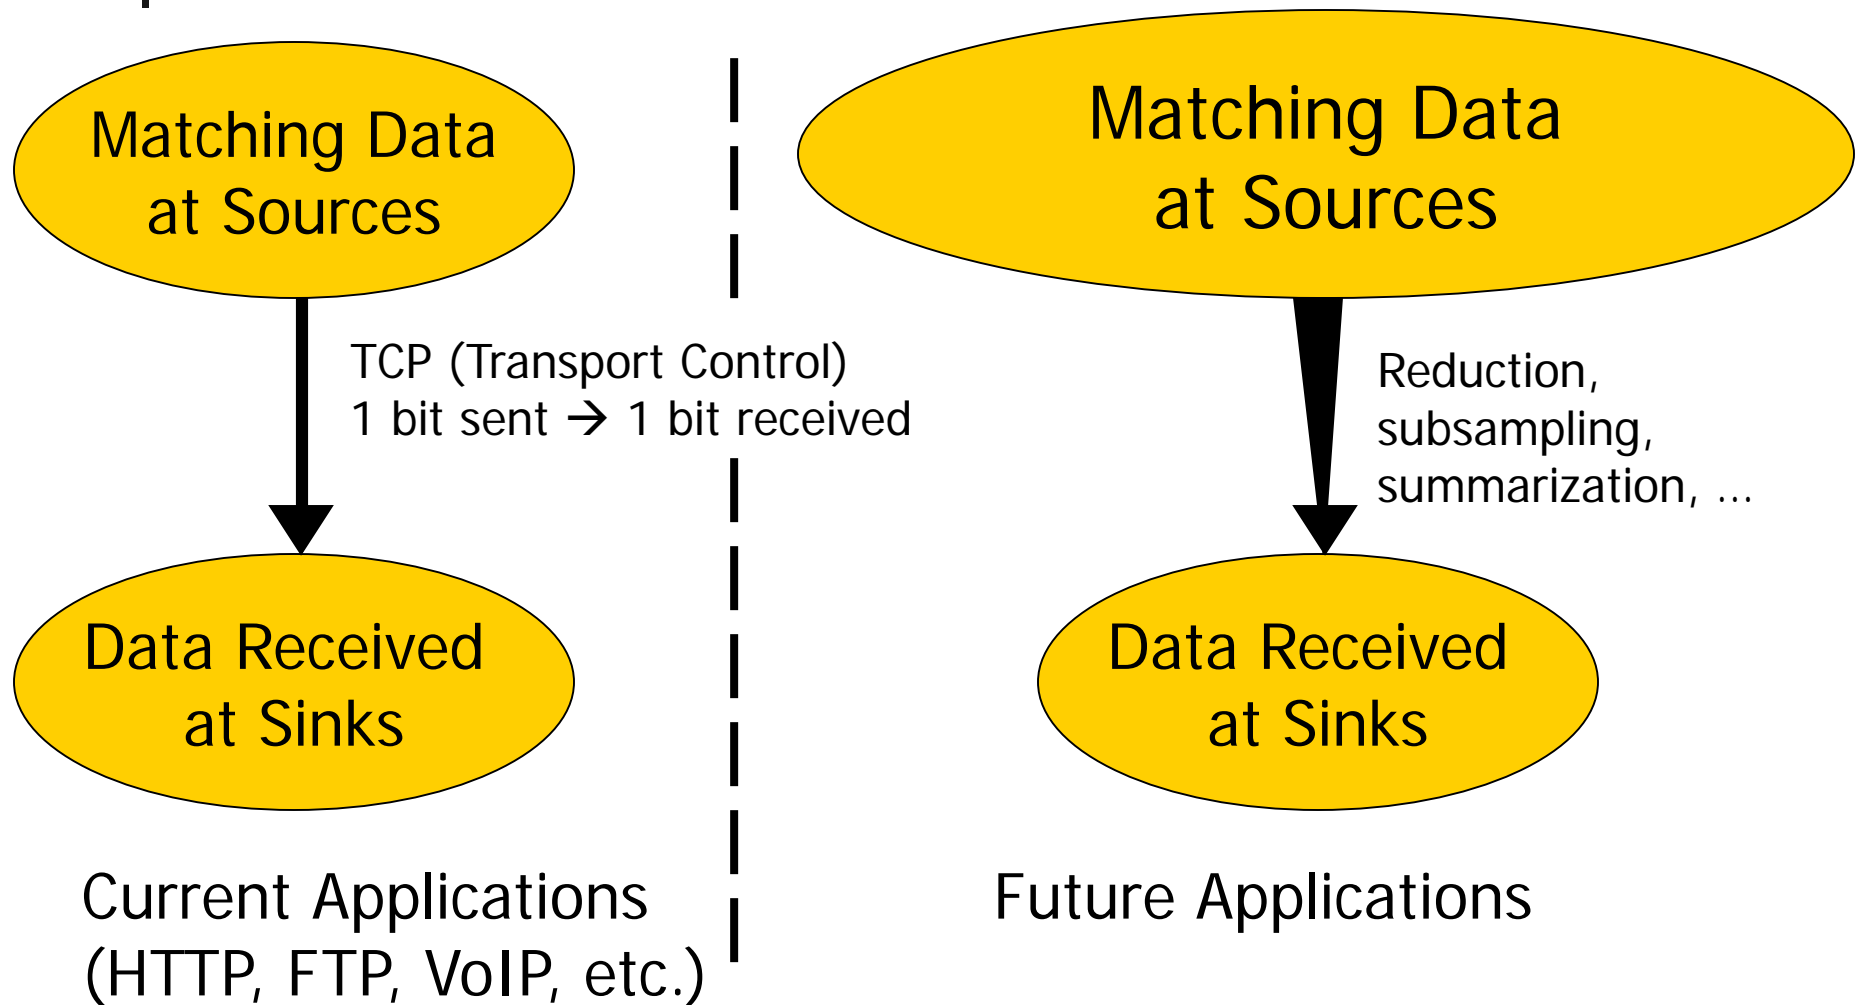 Matching Data
at Sources
TCP (Transport Control)
1 bit sent → 1 bit received
Data Received
at Sinks
Current Applications
(HTTP, FTP, VoIP, etc.)
Matching Data
at Sources
Reduction,
subsampling,
summarization, ...
Data Received
at Sinks
Future Applications